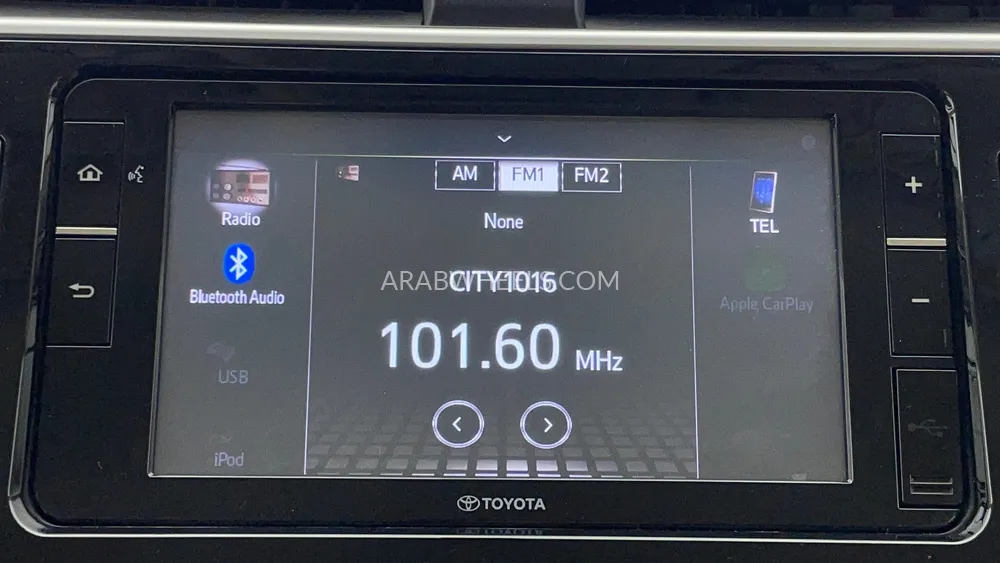 AM FM1 FM2
Radio
None
TEL
Bluetooth Audio
CITY1016
ARABWHEELS.COM
Apple CarPlay
101.60 MHz
USB
iPod
TOYOTA